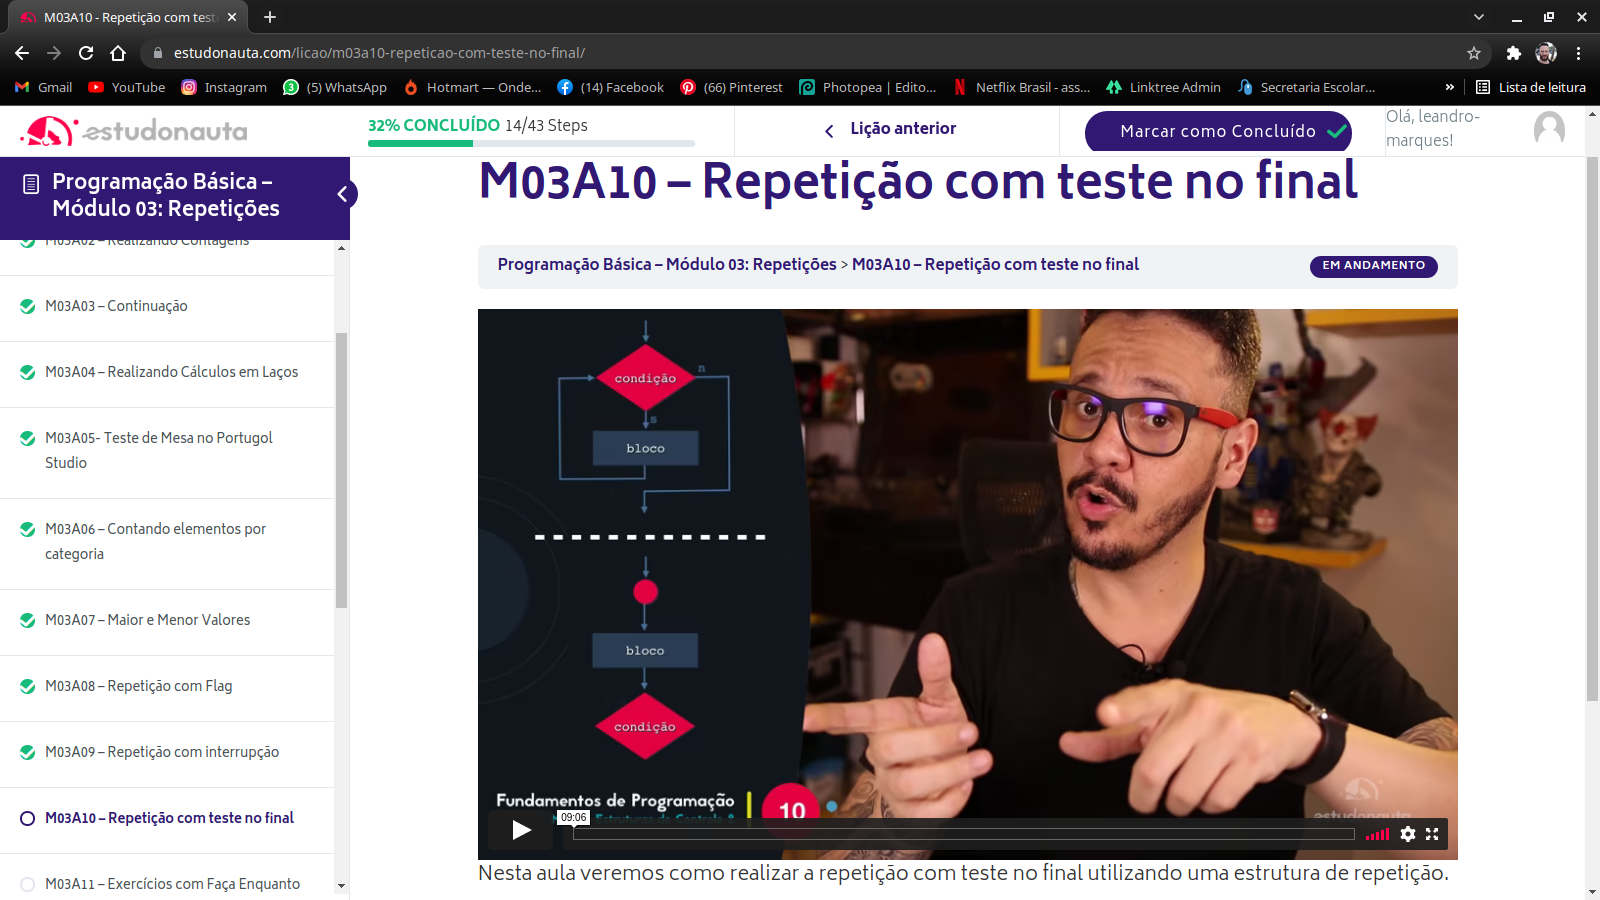 M03A10 - Repetição com test
estudonauta.com/licao/m03a10-repeticao-com-teste-no-final/
Gmail
YouTube
Instagram
3
(5) WhatsApp
Hotmart — Onde...
(14) Facebook
(66) Pinterest
Photopea | Edito...
Netflix Brasil - ass...
Linktree Admin
Secretaria Escolar...
»
Lista de leitura
estudonauta
32% CONCLUÍDO 14/43 Steps
Lição anterior
Marcar como Concluído
Olá, leandro-
marques!
Programação Básica –
Módulo 03: Repetições
M03A02 – Realizando Contagens
M03A03 – Continuação
M03A04 – Realizando Cálculos em Laços
M03A05- Teste de Mesa no Portugol
Studio
M03A06 – Contando elementos por
categoria
M03A07 – Maior e Menor Valores
M03A08 – Repetição com Flag
M03A09 – Repetição com interrupção
M03A10 – Repetição com teste no final
M03A11 – Exercícios com Faça Enquanto
M03A10 – Repetição com teste no final
Programação Básica – Módulo 03: Repetições > M03A10 – Repetição com teste no final
EM ANDAMENTO
condição
n
s
bloco
bloco
condição
Fundamentos de Programação
Estruturas de Controle
10
09:06
estudonauta
Nesta aula veremos como realizar a repetição com teste no final utilizando uma estrutura de repetição.